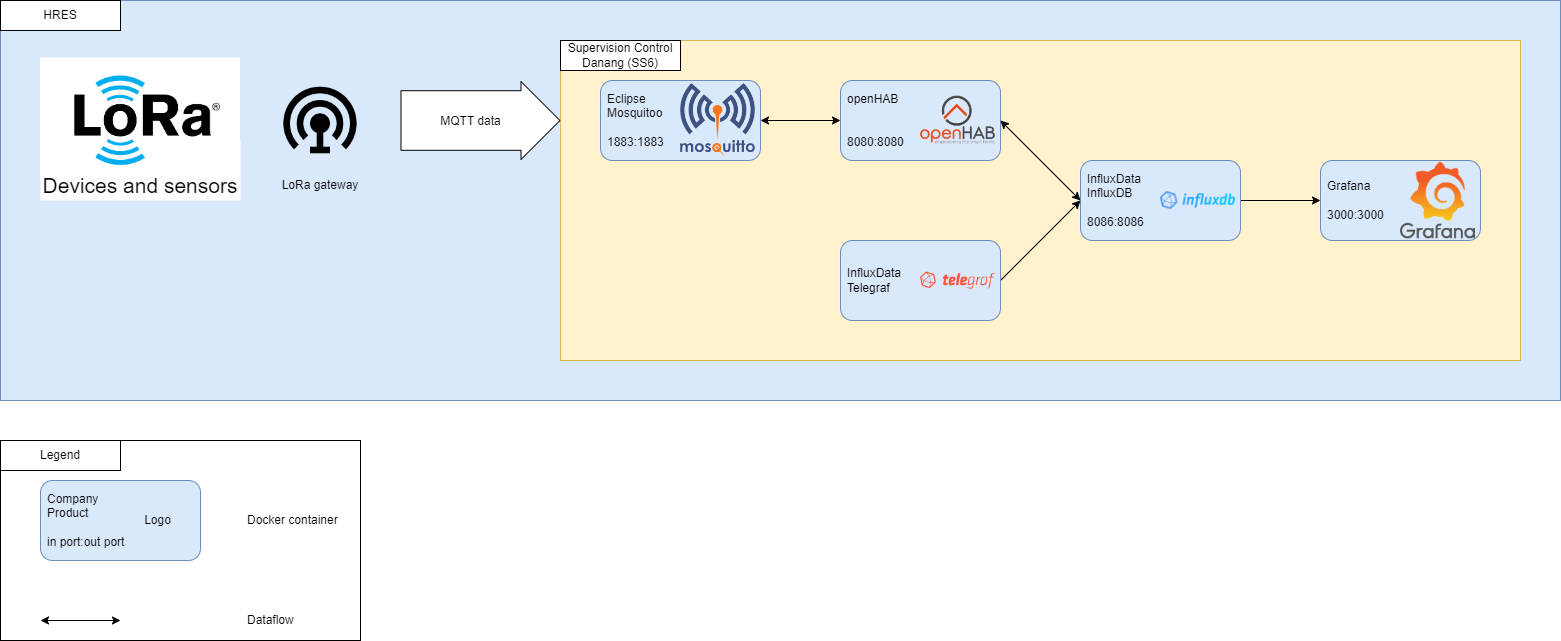 HRES
LoRa®
Devices and sensors
LoRa gateway
MQTT data
Supervision Control
Danang (SS6)
Eclipse
Mosquitoo
1883:1883
mosquitto
openHAB
8080:8080
openHAB
InfluxData
InfluxDB
8086:8086
influxdb
Grafana
3000:3000
Grafana
InfluxData
Telegraf
telegraf
Legend
Company
Product
in port:out port
Logo
Docker container
Dataflow